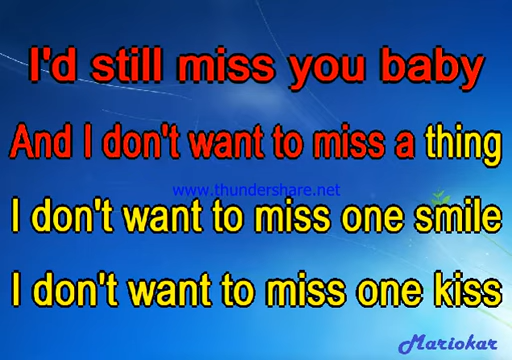 I'd still miss you baby
And I don't want to miss a thing
www.thundershare.net
I don't want to miss one smile
I don't want to miss one kiss
Mariokar